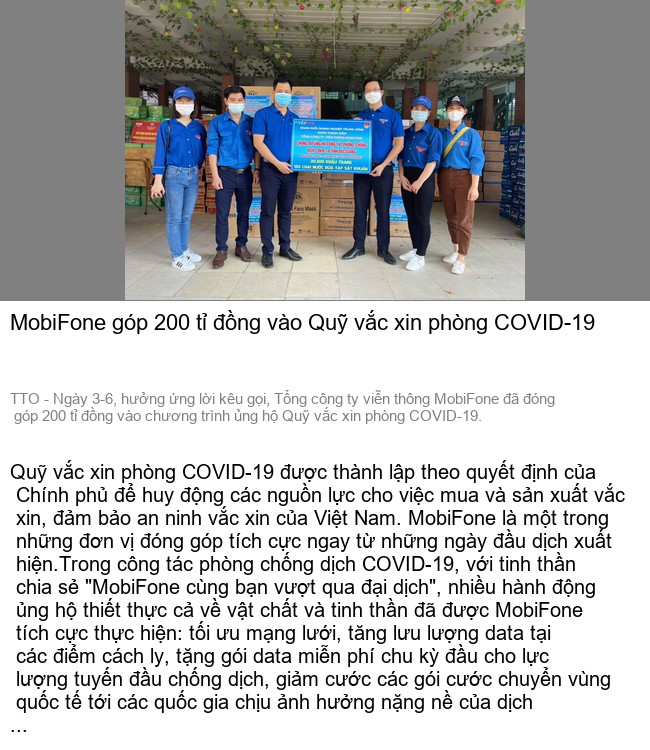 mobifone
20.000 KHẨU TRANG
Face Mask
MobiFone góp 200 tỉ đồng vào Quỹ vắc xin phòng COVID-19
TTO - Ngày 3-6, hưởng ứng lời kêu gọi, Tổng công ty viễn thông MobiFone đã đóng
góp 200 tỉ đồng vào chương trình ủng hộ Quỹ vắc xin phòng COVID-19.
Quỹ vắc xin phòng COVID-19 được thành lập theo quyết định của
Chính phủ để huy động các nguồn lực cho việc mua và sản xuất vắc
xin, đảm bảo an ninh vắc xin của Việt Nam. MobiFone là một trong
những đơn vị đóng góp tích cực ngay từ những ngày đầu dịch xuất
hiện.Trong công tác phòng chống dịch COVID-19, với tinh thần
chia sẻ "MobiFone cùng bạn vượt qua đại dịch", nhiều hành động
ủng hộ thiết thực cả về vật chất và tinh thần đã được MobiFone
tích cực thực hiện: tối ưu mạng lưới, tăng lưu lượng data tại
các điểm cách ly, tặng gói data miễn phí chu kỳ đầu cho lực
lượng tuyến đầu chống dịch, giảm cước các gói cước chuyển vùng
quốc tế tới các quốc gia chịu ảnh hưởng nặng nề của dịch
...